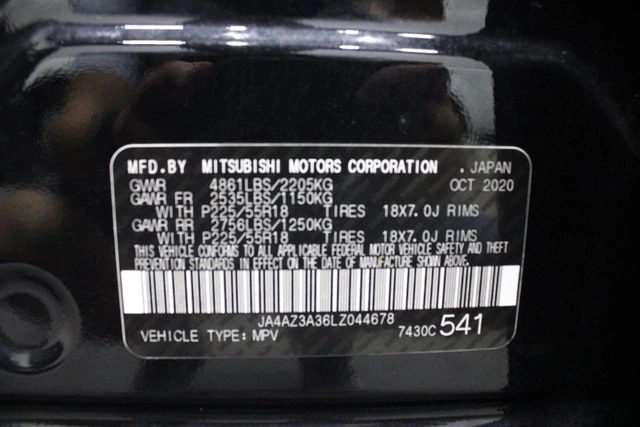 MFD.BY MITSUBISHI MOTORS CORPORATION . JAPAN
GVWR 4861LBS/2205KG OCT 2020
GAWR FR 2535LBS/1150KG
WITH P225/55R18 TIRES 18X7.0J RIMS
GAWR RR 2756LBS/1250KG
WITH P225/55R18 TIRES 18X7.0J RIMS
THIS VEHICLE CONFORMS TO ALL APPLICABLE FEDERAL MOTOR VEHICLE SAFETY AND THEFT
PREVENTION STANDARDS IN EFFECT ON THE DATE OF MANUFACTURE SHOWN ABOVE.
JA4AZ3A36LZ044678
VEHICLE TYPE: MPV 7430C 541